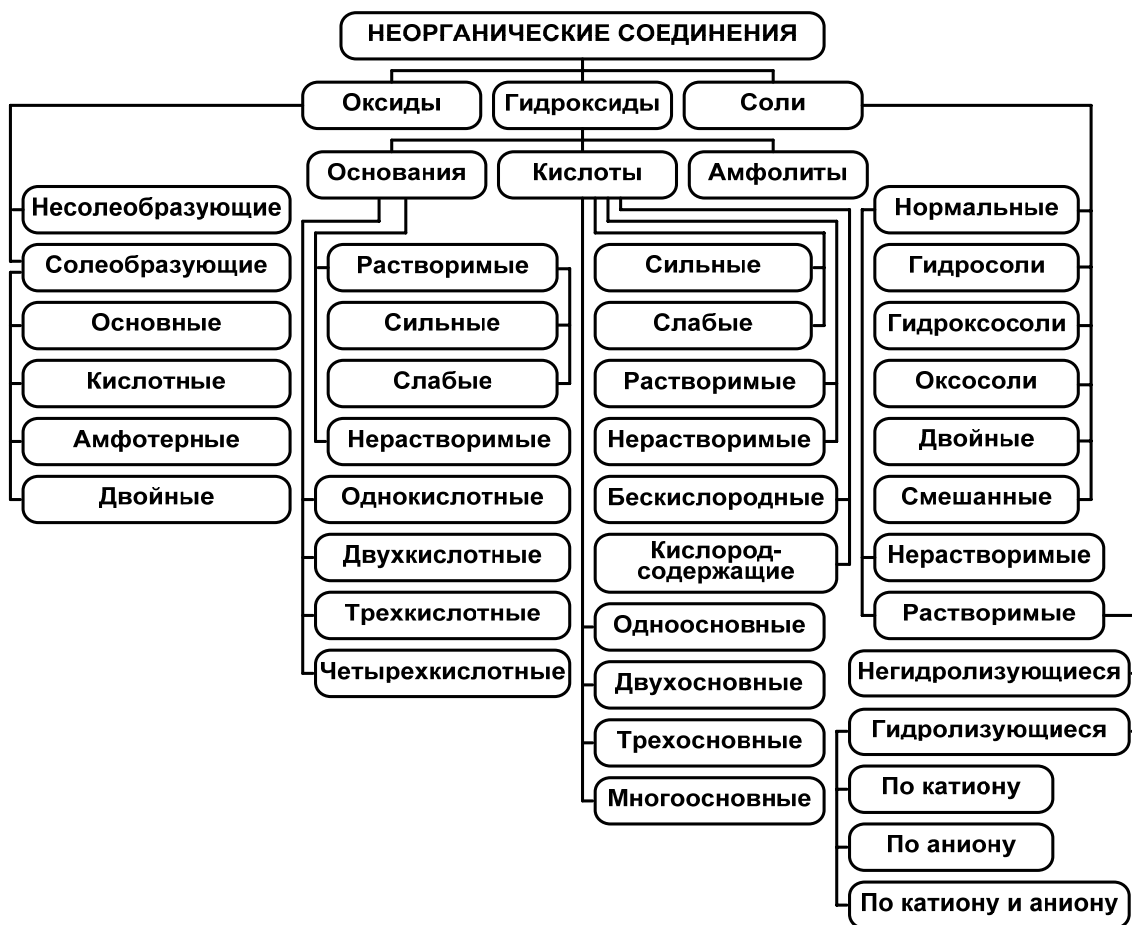 НЕОРГАНИЧЕСКИЕ СОЕДИНЕНИЯ
Оксиды
Гидроксиды
Соли
Основания
Кислоты
Амфолиты
Несолеобразующие
Солеобразующие
Основные
Кислотные
Амфотерные
Двойные
Растворимые
Сильные
Слабые
Нерастворимые
Однокислотные
Двухкислотные
Трехкислотные
Четырехкислотные
Сильные
Слабые
Растворимые
Нерастворимые
Бескислородные
Кислород-
содержащие
Одноосновные
Двухосновные
Трехосновные
Многоосновные
Нормальные
Гидросоли
Гидроксосоли
Оксосоли
Двойные
Смешанные
Нерастворимые
Растворимые
Негидролизующиеся
Гидролизующиеся
По катиону
По аниону
По катиону и аниону